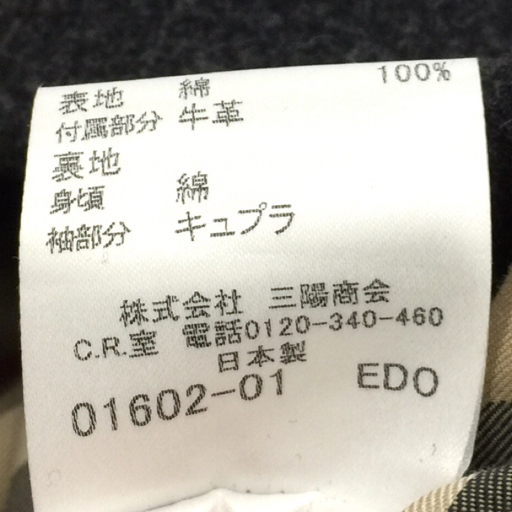 表地 綿 100%
付属部分 牛革
裏地
身頃 綿
袖部分 キュプラ
株式会社 三陽商会
C.R.室 電話0120-340-460
日本製
01602-01 EDO